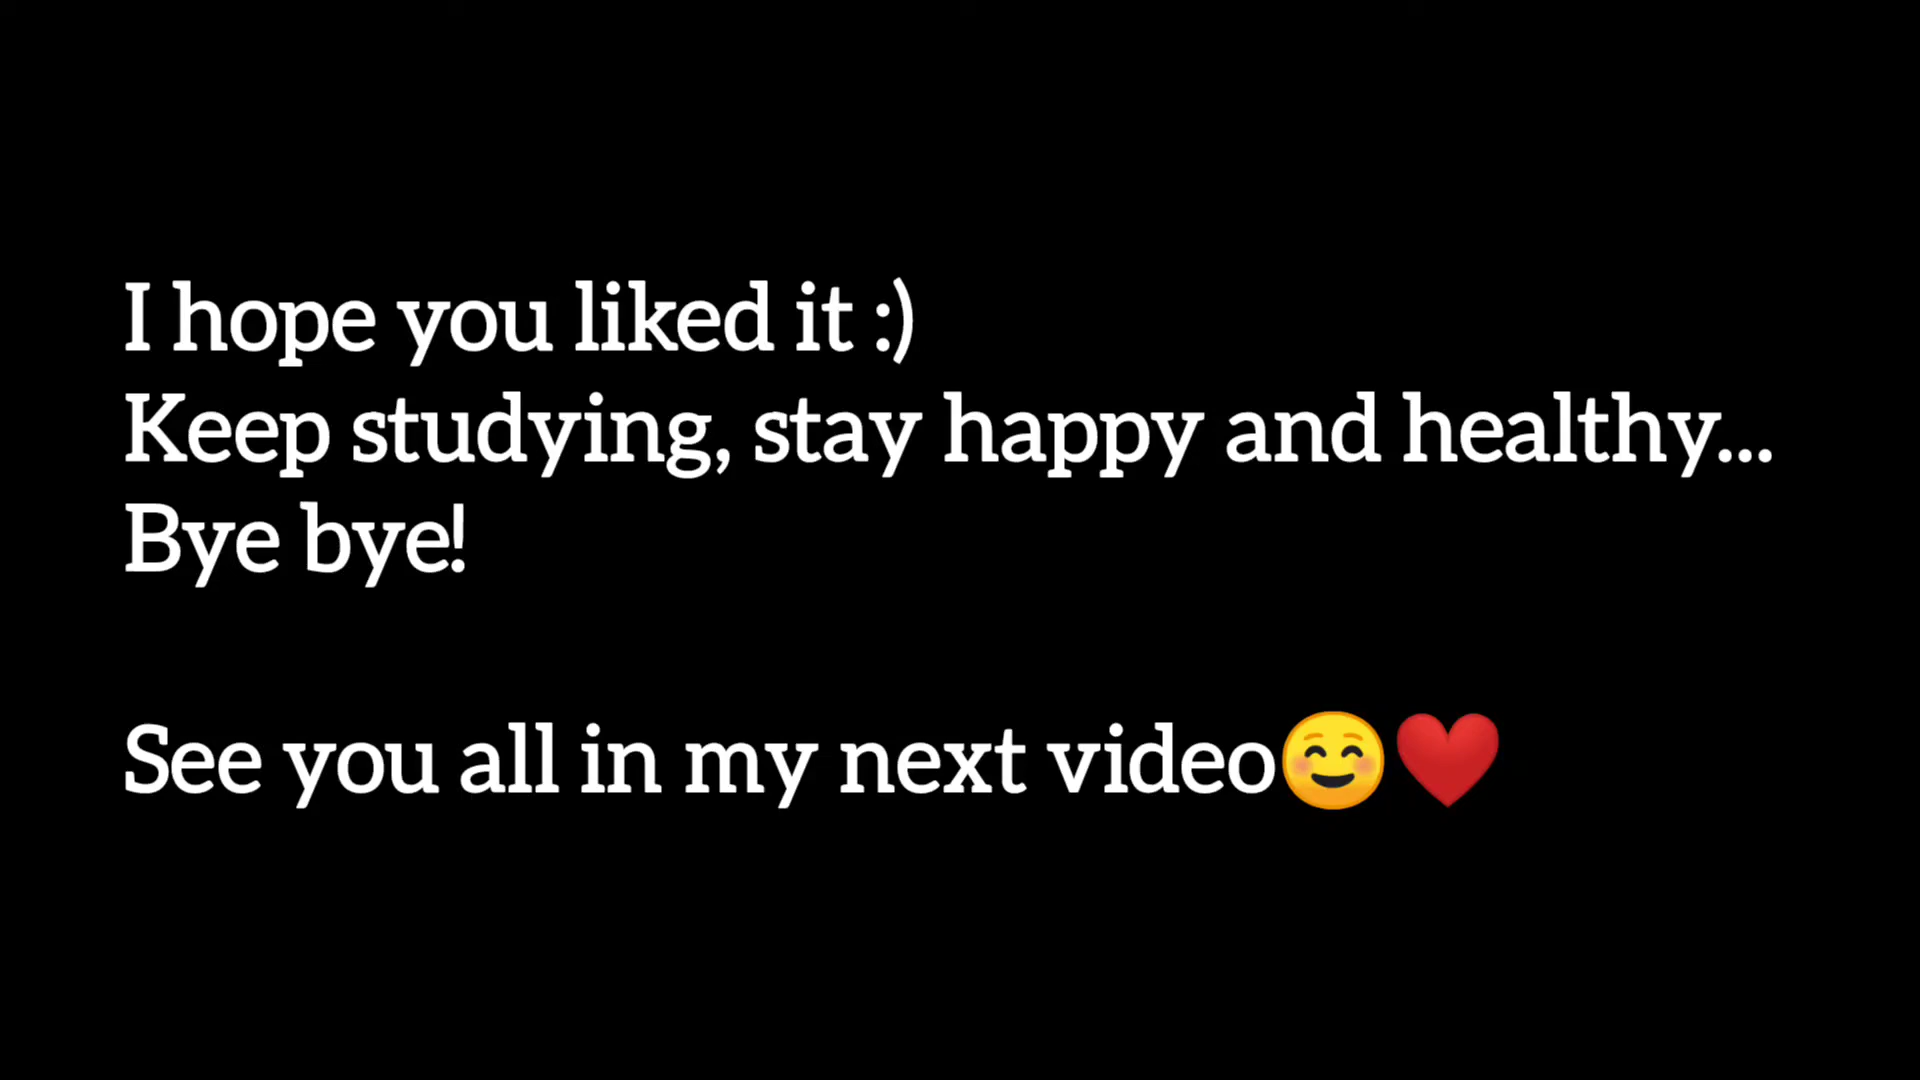 I hope you liked it :)
Keep studying, stay happy and healthy...
Bye bye!
See you all in my next video☺️❤️